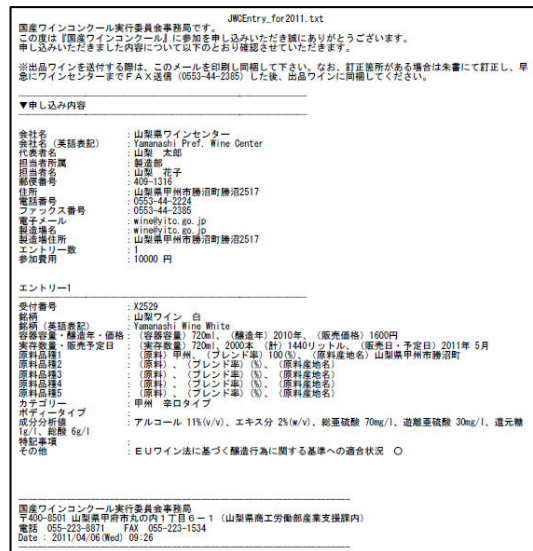 JWCEntry_for2011.txt
国産ワインコンクール実行委員会事務局です。
この度は『国産ワインコンクール』に参加を申し込みいただき誠にありがとうございます。
申し込みいただきました内容について以下のとおり確認させていただきます。
※出品ワインを送付する際は、このメールを印刷し同梱して下さい。なお、訂正箇所がある場合は朱書にて訂正し、早
急にワインセンターまでＦＡＸ送信（0553-44-2385）した後、出品ワインに同梱してください。
▼申し込み内容
会社名 ：山梨県ワインセンター
会社名（英語表記） ：Yamanashi Pref. Wine Center
代表者名 ：山梨　太郎
担当者所属 ：製造部
担当者名 ：山梨　花子
郵便番号 ：409-1316
住所 ：山梨県甲州市勝沼町勝沼2517
電話番号 ：0553-44-2224
ファックス番号 ：0553-44-2385
電子メール ：wine@yitc.go.jp
製造場名 ：wine@yitc.go.jp
製造場住所 ：山梨県甲州市勝沼町勝沼2517
エントリー数 ：1
参加費用 ：10000 円
エントリー1
受付番号 ：X2529
銘柄 ：山梨ワイン　白
銘柄（英語表記） ：Yamanashi Wine White
容器容量・醸造年・価格 ：（容器容量）720ml、（醸造年）2010年、（販売価格）1600円
実存数量・販売予定日 ：（実存数量）720ml、2000本　（計）1440リットル、（販売日・予定日）2011年 5月
原料品種1 ：（原料）甲州、（ブレンド率）100(%)、（原料産地名）山梨県甲州市勝沼町
原料品種2 ：（原料）、（ブレンド率）(%)、（原料産地名）
原料品種3 ：（原料）、（ブレンド率）(%)、（原料産地名）
原料品種4 ：（原料）、（ブレンド率）(%)、（原料産地名）
原料品種5 ：（原料）、（ブレンド率）(%)、（原料産地名）
カテゴリー ：甲州　辛口タイプ
ボディータイプ ：
成分分析値 ：アルコール 11%(v/v)、エキス分 2%(w/v)、総亜硫酸 70mg/l、遊離亜硫酸 30mg/l、還元糖
1g/l、総酸 6g/l
特記事項 ：
その他 ：ＥＵワイン法に基づく醸造行為に関する基準への適合状況　○
国産ワインコンクール実行委員会事務局
〒400-8501 山梨県甲府市丸の内１丁目６－１（山梨県商工労働部産業支援課内）
電話　055-223-8871　FAX　055-223-1534
Date : 2011/04/06(Wed) 09:26